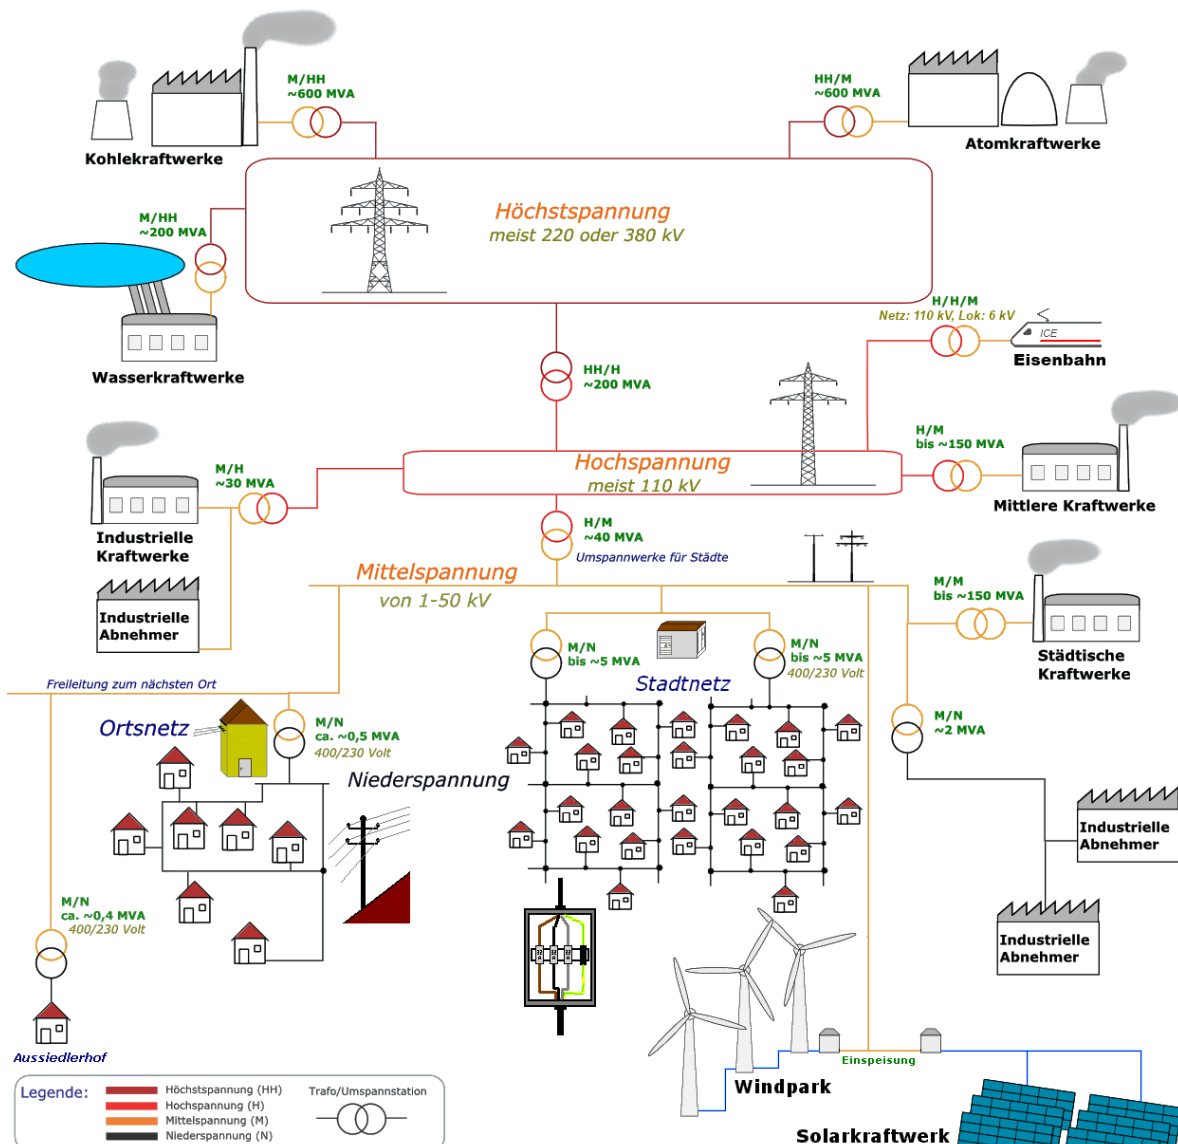 M/HH
~600 MVA
Kohlekraftwerke
HH/M
~600 MVA
Atomkraftwerke
Höchstspannung
meist 220 oder 380 kV
M/HH
~200 MVA
Wasserkraftwerke
H/H/M
Netz: 110 kV, Lok: 6 kV
ICE
Eisenbahn
HH/H
~200 MVA
H/M
bis ~150 MVA
Mittlere Kraftwerke
Hochspannung
meist 110 kV
M/H
~30 MVA
Industrielle
Kraftwerke
Industrielle
Abnehmer
H/M
~40 MVA
Umspannwerke für Städte
Mittelspannung
von 1-50 kV
M/M
bis ~150 MVA
Städtische
Kraftwerke
M/N
bis ~5 MVA
M/N
bis ~5 MVA
400/230 Volt
Stadtnetz
Freileitung zum nächsten Ort
Ortsnetz
M/N
ca. ~0,5 MVA
400/230 Volt
Niederspannung
M/N
~2 MVA
Industrielle
Abnehmer
Industrielle
Abnehmer
M/N
ca. ~0,4 MVA
400/230 Volt
Aussiedlerhof
Einspeisung
Windpark
Solarkraftwerk
Legende:
Höchstspannung (HH)
Hochspannung (H)
Mittelspannung (M)
Niederspannung (N)
Trafo/Umspannstation